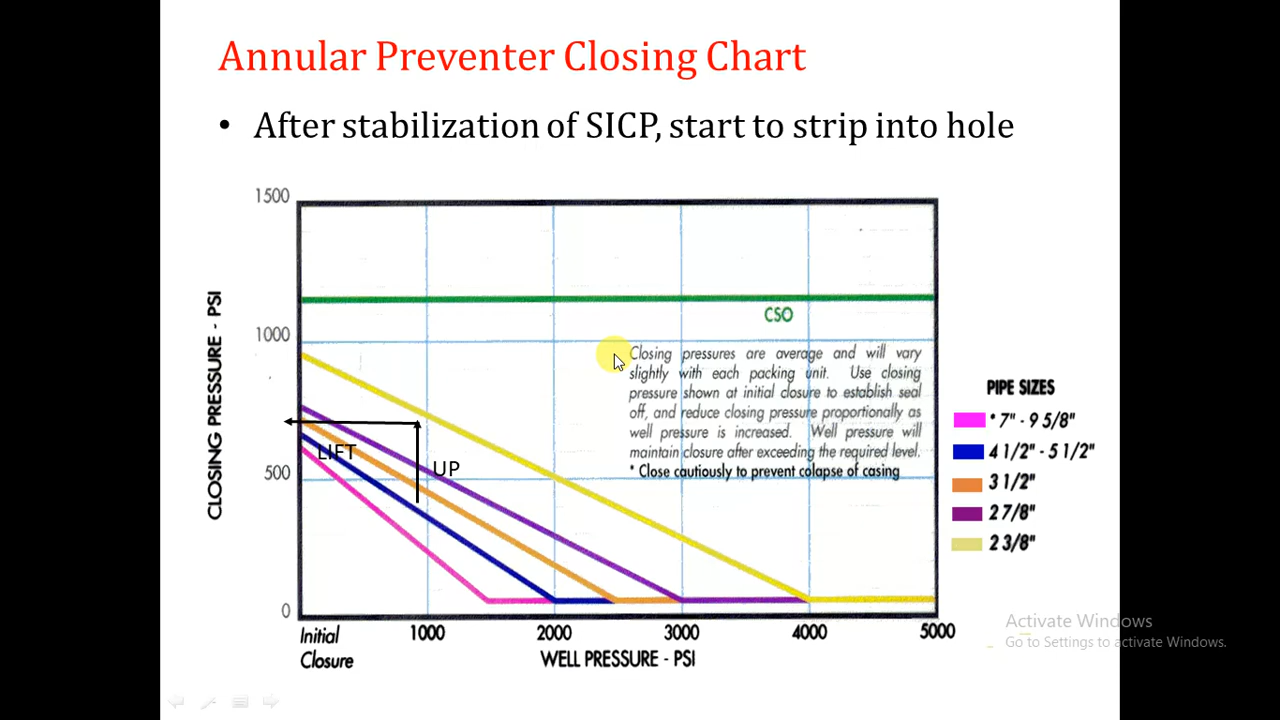 Annular Preventer Closing Chart
• After stabilization of SICP, start to strip into hole
1500
1000
500
0
CLOSING PRESSURE - PSI
CSO
Closing pressures are average and will vary
slightly with each packing unit. Use closing
pressure shown at initial closure to establish seal
off, and reduce closing pressure proportionally as
well pressure is increased. Well pressure will
maintain closure after exceeding the required level.
* Close cautiously to prevent colapse of casing
LIFT
UP
PIPE SIZES
* 7" - 9 5/8"
4 1/2" - 5 1/2"
3 1/2"
2 7/8"
2 3/8"
Initial
Closure
1000
2000
3000
4000
5000
WELL PRESSURE - PSI
Activate Windows
Go to Settings to activate Windows.